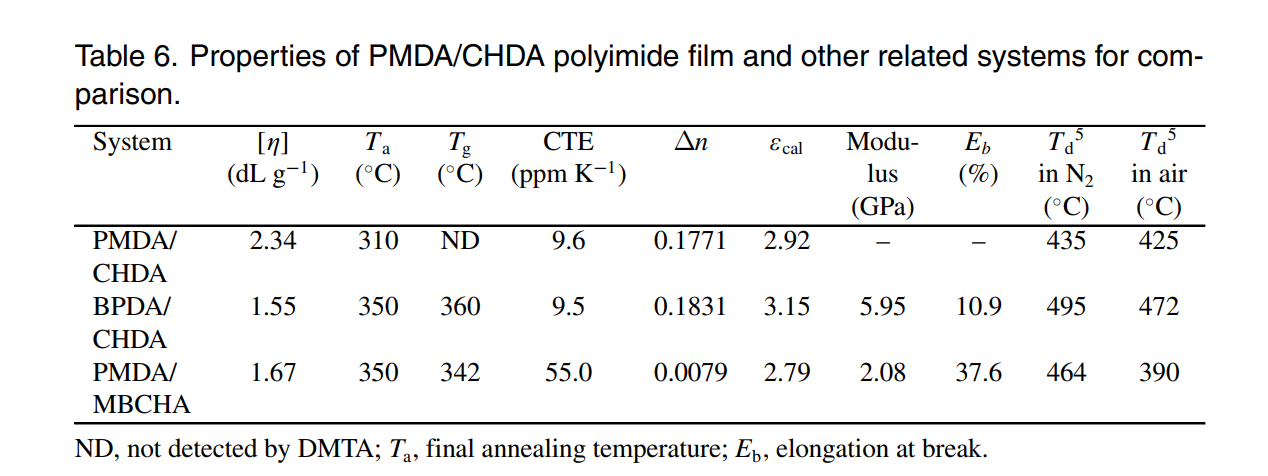 Table 6. Properties of PMDA/CHDA polyimide film and other related systems for com-
parison.
System [η] Ta Tg CTE Δn εcal Modu- Eb Td5 Td5
(dL g−1) (°C) (°C) (ppm K−1) lus (%) in N2 in air
(GPa) (°C) (°C)
PMDA/ 2.34 310 ND 9.6 0.1771 2.92 – – 435 425
CHDA
BPDA/ 1.55 350 360 9.5 0.1831 3.15 5.95 10.9 495 472
CHDA
PMDA/ 1.67 350 342 55.0 0.0079 2.79 2.08 37.6 464 390
MBCHA
ND, not detected by DMTA; Ta, final annealing temperature; Eb, elongation at break.